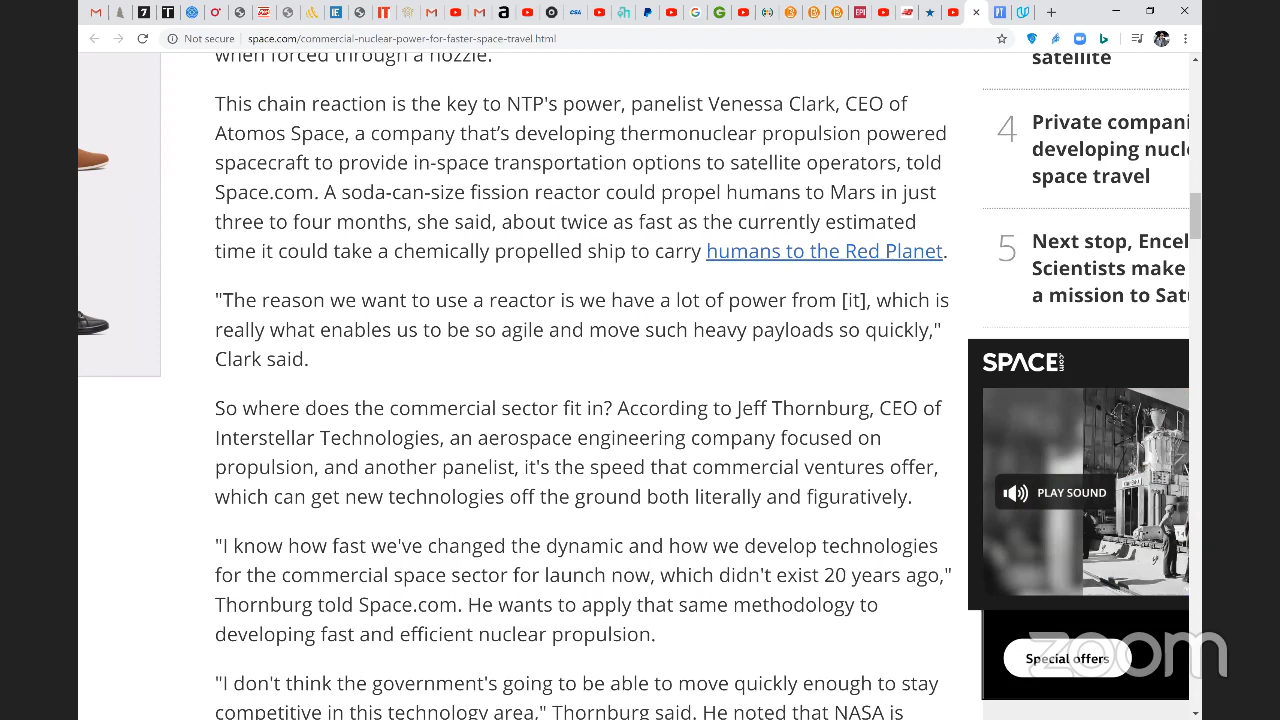 Not secure | space.com/commercial-nuclear-power-for-faster-space-travel.html
when forced through a nozzle.
This chain reaction is the key to NTP's power, panelist Venessa Clark, CEO of
Atomos Space, a company that's developing thermonuclear propulsion powered
spacecraft to provide in-space transportation options to satellite operators, told
Space.com. A soda-can-size fission reactor could propel humans to Mars in just
three to four months, she said, about twice as fast as the currently estimated
time it could take a chemically propelled ship to carry humans to the Red Planet.
"The reason we want to use a reactor is we have a lot of power from [it], which is
really what enables us to be so agile and move such heavy payloads so quickly,"
Clark said.
So where does the commercial sector fit in? According to Jeff Thornburg, CEO of
Interstellar Technologies, an aerospace engineering company focused on
propulsion, and another panelist, it's the speed that commercial ventures offer,
which can get new technologies off the ground both literally and figuratively.
"I know how fast we've changed the dynamic and how we develop technologies
for the commercial space sector for launch now, which didn't exist 20 years ago,"
Thornburg told Space.com. He wants to apply that same methodology to
developing fast and efficient nuclear propulsion.
"I don't think the government's going to be able to move quickly enough to stay
competitive in this technology area," Thornburg said. He noted that NASA is
satellite
4 Private compani
developing nucl
space travel
5 Next stop, Encel
Scientists make
a mission to Sat
SPACE.com
PLAY SOUND
Special offers
zoom